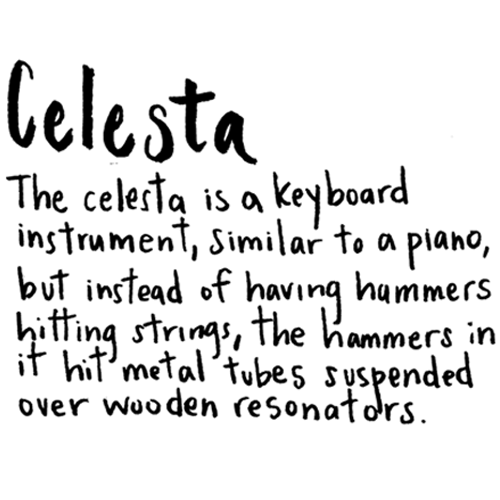 Celesta
The celesta is a keyboard
instrument, similar to a piano,
but instead of having hammers
hitting strings, the hammers in
it hit metal tubes suspended
over wooden resonators.